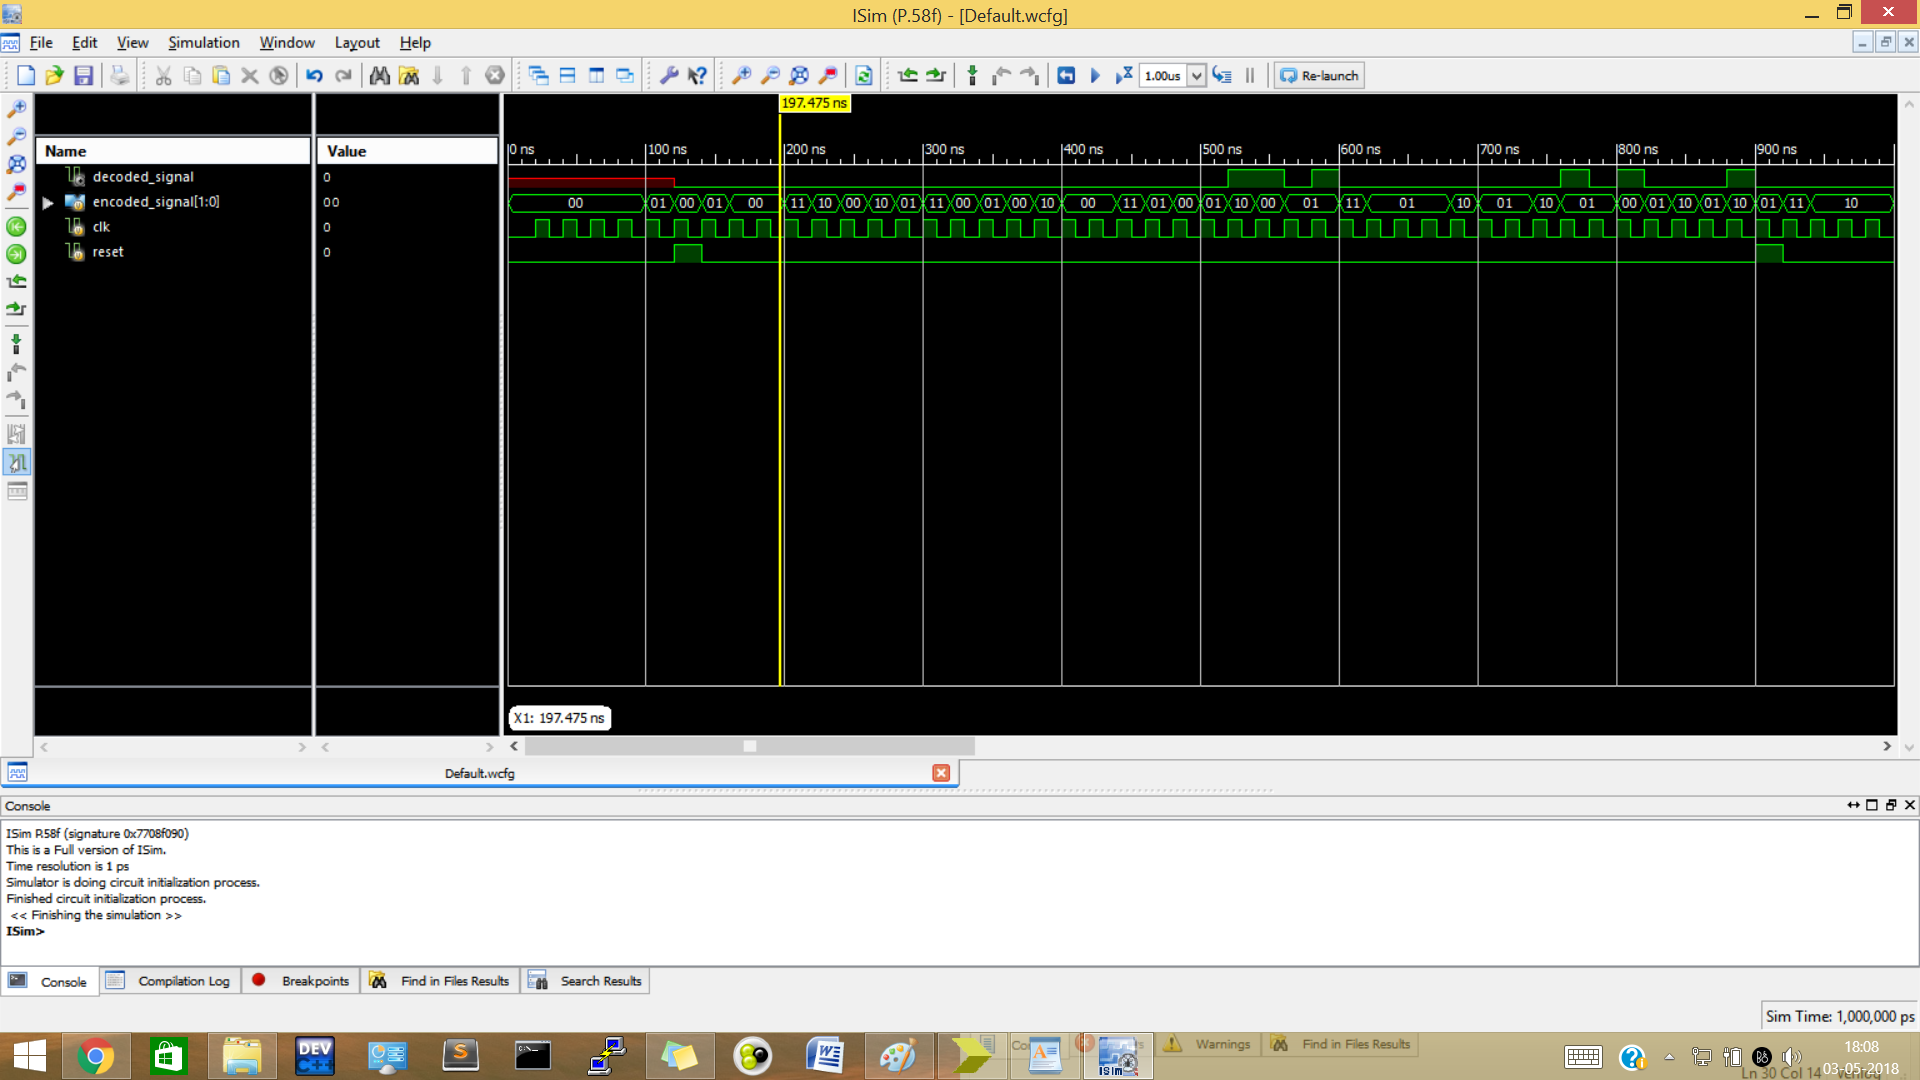 ISim (P.58f) - [Default.wcfg]
File Edit View Simulation Window Layout Help
1.00us Re-launch
197.475 ns
Name Value 0 ns 100 ns 200 ns 300 ns 400 ns 500 ns 600 ns 700 ns 800 ns 900 ns
decoded_signal 0
encoded_signal[1:0] 00 00 01 00 01 00 11 10 00 10 01 11 00 01 00 10 00 11 01 00 01 10 00 01 11 01 10 01 10 01 00 01 10 01 10 01 11 10
clk 0
reset 0
X1: 197.475 ns
Default.wcfg
Console
ISim P.58f (signature 0x7708f090)
This is a Full version of ISim.
Time resolution is 1 ps
Simulator is doing circuit initialization process.
Finished circuit initialization process.
<< Finishing the simulation >>
ISim>
Console Compilation Log Breakpoints Find in Files Results Search Results
Sim Time: 1,000,000 ps
DEV C++ S W ISim Warnings Find in Files Results 18:08
03-05-2018
Ln 30 Col 14